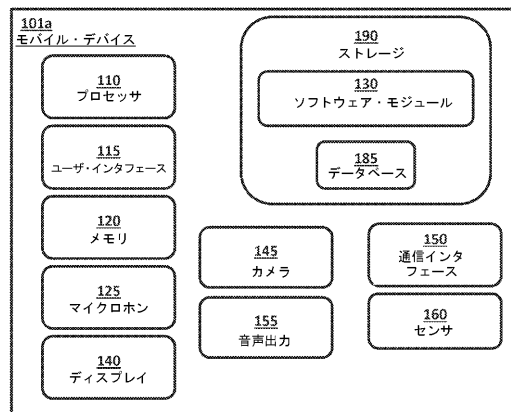 101a
モバイル・デバイス
110
プロセッサ
115
ユーザ・インタフェース
120
メモリ
125
マイクロホン
140
ディスプレイ
190
ストレージ
130
ソフトウェア・モジュール
185
データベース
145
カメラ
155
音声出力
150
通信インタ
フェース
160
センサ